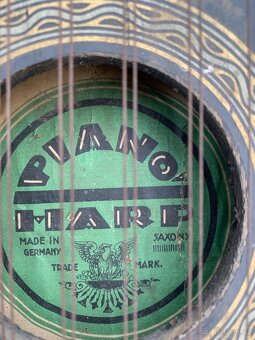 PIANO
HARP
MADE IN SAXONY
GERMANY
TRADE MARK.